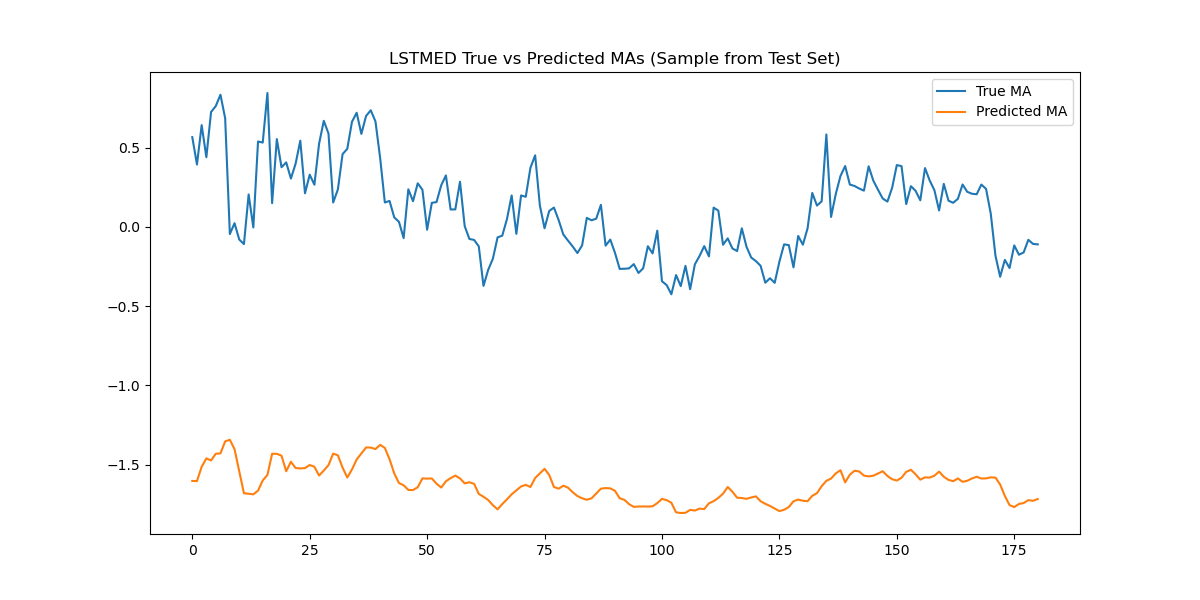 LSTMED True vs Predicted MAs (Sample from Test Set)
True MA
Predicted MA
0.5
0.0
−0.5
−1.0
−1.5
0 25 50 75 100 125 150 175